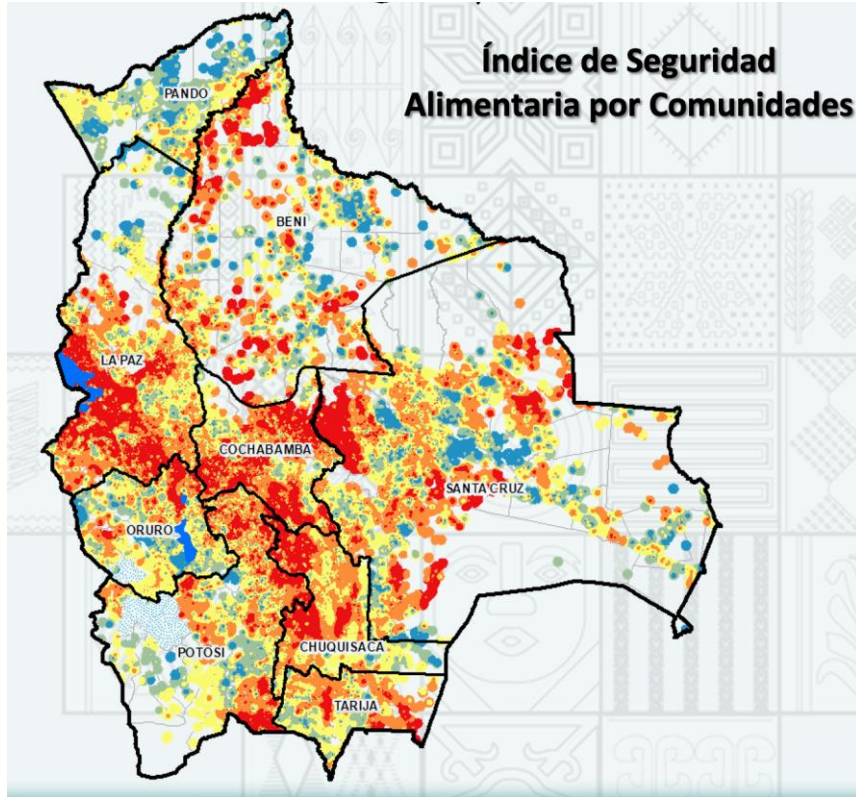 Índice de Seguridad
Alimentaria por Comunidades
PANDO
BENI
LA PAZ
COCHABAMBA
SANTA CRUZ
ORURO
POTOSI
CHUQUISACA
TARIJA